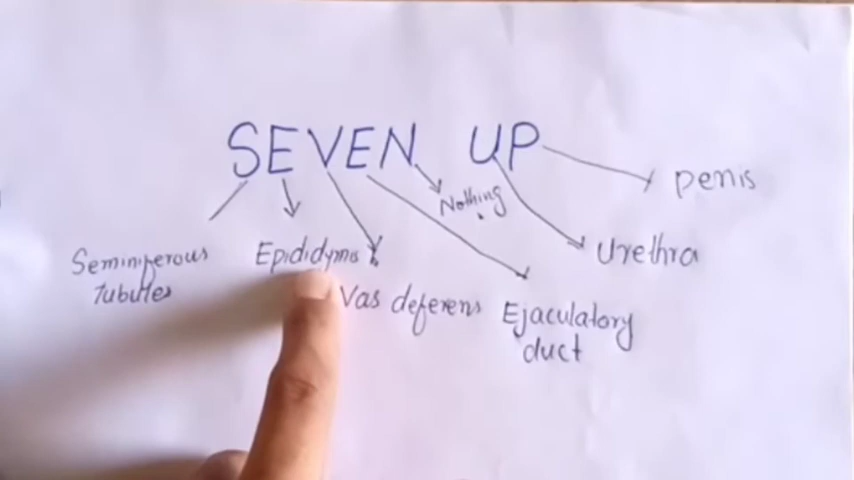 SEVEN UP
Nothing
penis
Urethra
Seminiferous
Tubules
Epididymis
Vas deferens
Ejaculatory
duct